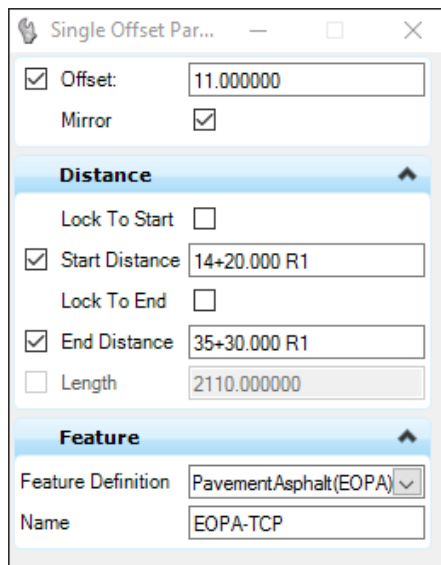 Single Offset Par...
Offset: 11.000000
Mirror
Distance
Lock To Start
Start Distance 14+20.000 R1
Lock To End
End Distance 35+30.000 R1
Length 2110.000000
Feature
Feature Definition PavementAsphalt(EOPA)
Name EOPA-TCP